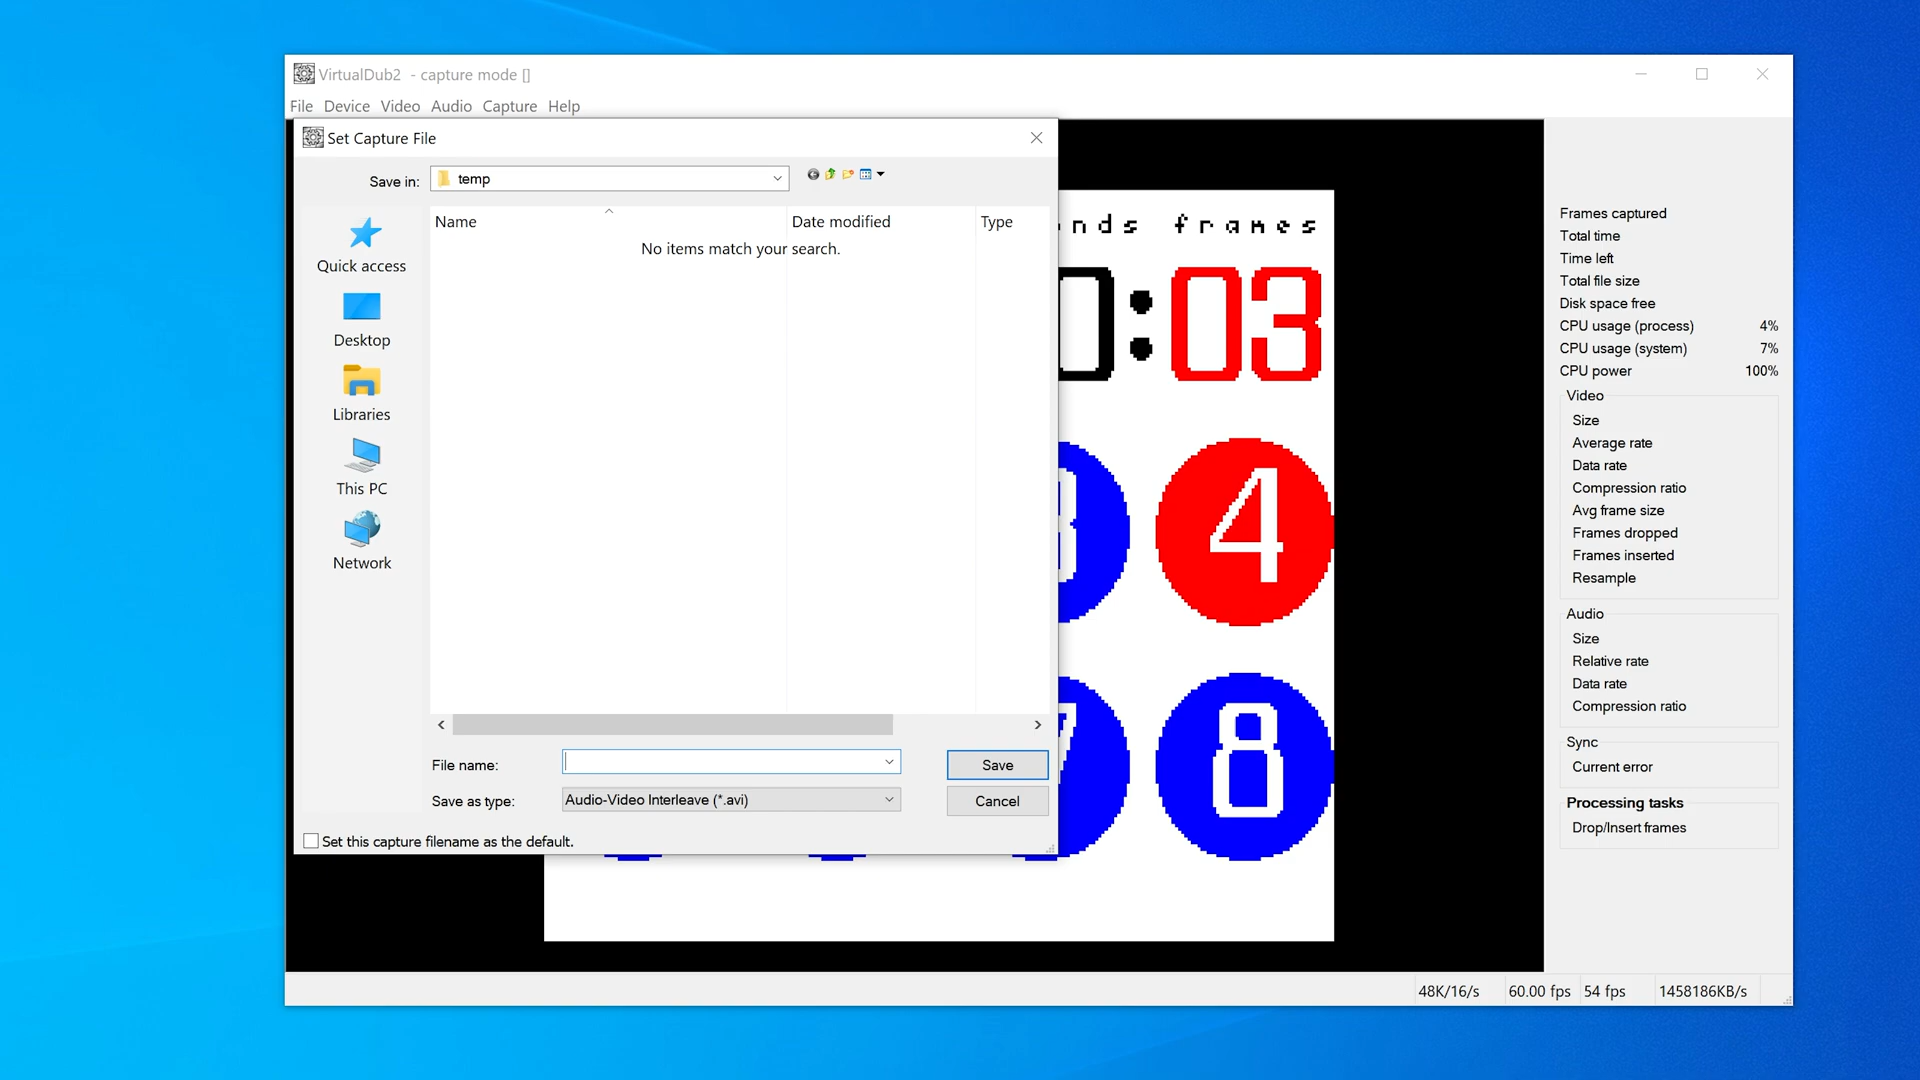 VirtualDub2 - capture mode []
File Device Video Audio Capture Help
Set Capture File
Save in: temp
Name Date modified Type
No items match your search.
Quick access
Desktop
Libraries
This PC
Network
File name:
Save
Save as type: Audio-Video Interleave (*.avi)
Cancel
Set this capture filename as the default.
nds frames
0:03
4
7 8
Frames captured
Total time
Time left
Total file size
Disk space free
CPU usage (process) 4%
CPU usage (system) 7%
CPU power 100%
Video
Size
Average rate
Data rate
Compression ratio
Avg frame size
Frames dropped
Frames inserted
Resample
Audio
Size
Relative rate
Data rate
Compression ratio
Sync
Current error
Processing tasks
Drop/Insert frames
48K/16/s 60.00 fps 54 fps 1458186KB/s